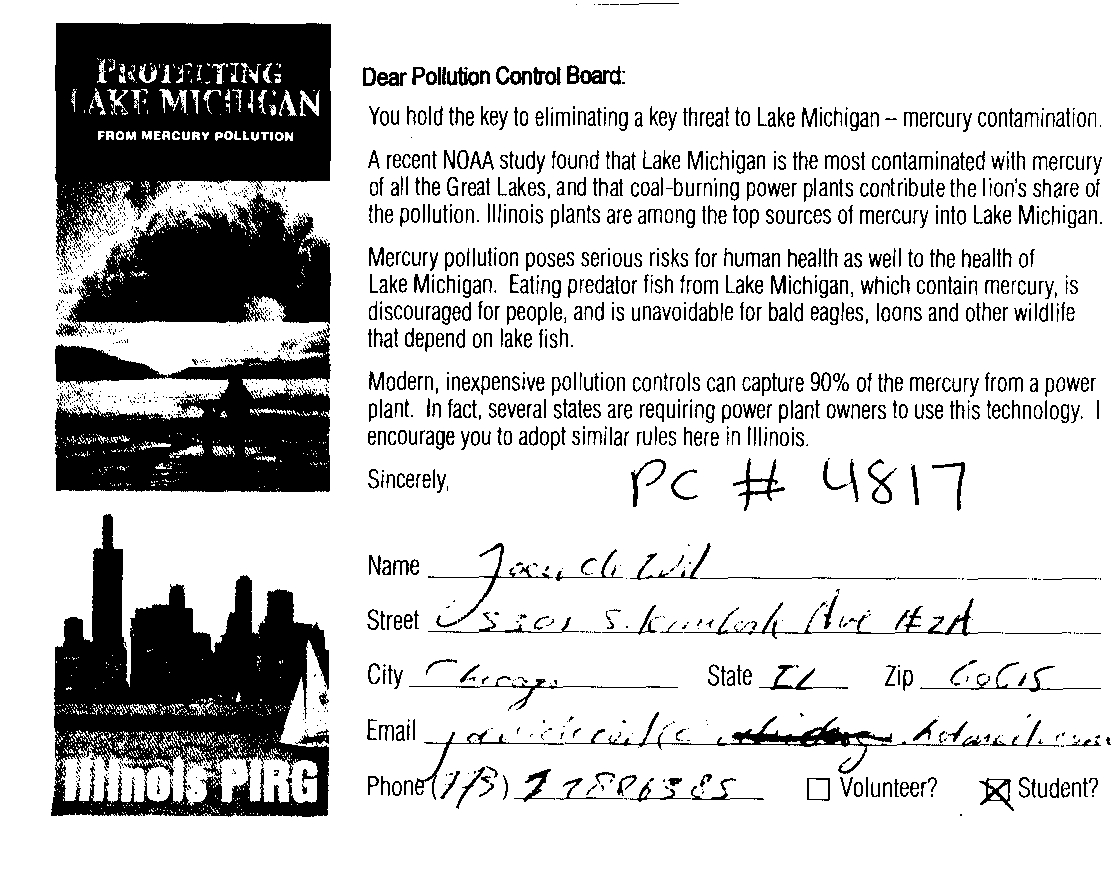 PROTECTING
LAKE MICHIGAN
FROM MERCURY POLLUTION
Dear Pollution Control Board:
You hold the key to eliminating a key threat to Lake Michigan – mercury contamination.
A recent NOAA study found that Lake Michigan is the most contaminated with mercury
of all the Great Lakes, and that coal-burning power plants contribute the lion's share of
the pollution. Illinois plants are among the top sources of mercury into Lake Michigan.
Mercury pollution poses serious risks for human health as well to the health of
Lake Michigan. Eating predator fish from Lake Michigan, which contain mercury, is
discouraged for people, and is unavoidable for bald eagles, loons and other wildlife
that depend on lake fish.
Modern, inexpensive pollution controls can capture 90% of the mercury from a power
plant. In fact, several states are requiring power plant owners to use this technology. I
encourage you to adopt similar rules here in Illinois.
Sincerely,
PC # 4817
Name
Street 5301 S. Ave #2A
City Chicago State IL Zip 60615
Email hotmail.com
Phone
Volunteer? Student?
Illinois PIRG